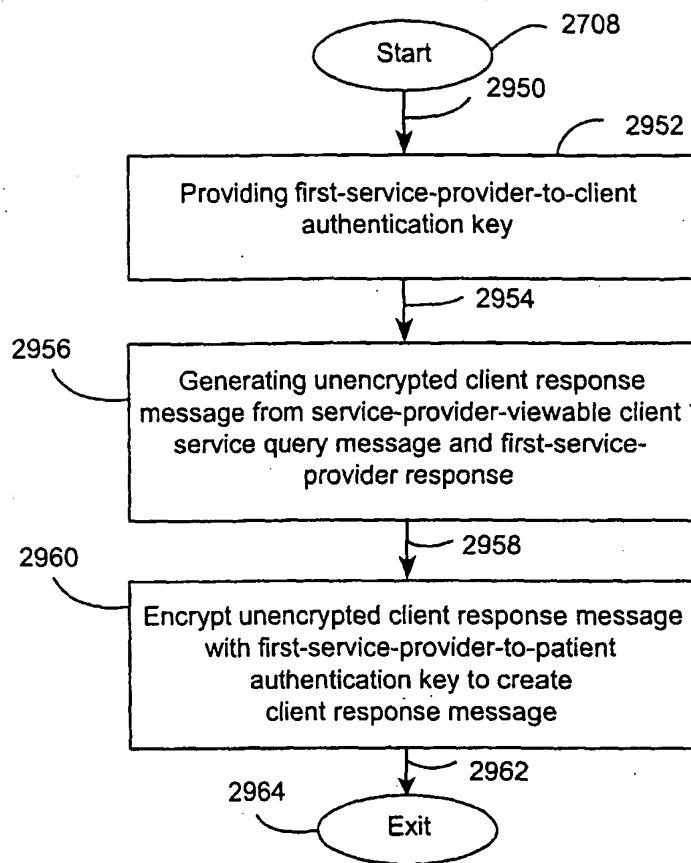 Start
2708
2950
2952
Providing first-service-provider-to-client
authentication key
2954
2956
Generating unencrypted client response
message from service-provider-viewable client
service query message and first-service-
provider response
2958
2960
Encrypt unencrypted client response message
with first-service-provider-to-patient
authentication key to create
client response message
2962
2964
Exit